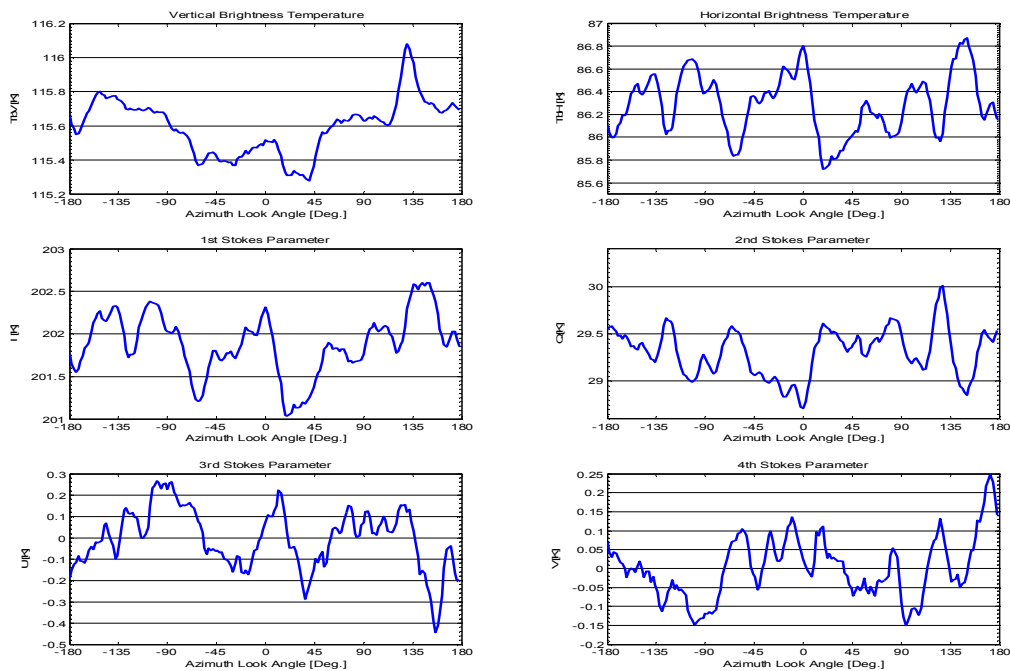 Vertical Brightness Temperature
116.2
116
115.8
115.6
115.4
115.2
TBV[K]
-180 -135 -90 -45 0 45 90 135 180
Azimuth Look Angle [Deg.]
Horizontal Brightness Temperature
87
86.8
86.6
86.4
86.2
86
85.8
85.6
TBH[K]
-180 -135 -90 -45 0 45 90 135 180
Azimuth Look Angle [Deg.]
1st Stokes Parameter
203
202.5
202
201.5
201
I [K]
-180 -135 -90 -45 0 45 90 135 180
Azimuth Look Angle [Deg.]
2nd Stokes Parameter
30
29.5
29
Q[K]
-180 -135 -90 -45 0 45 90 135 180
Azimuth Look Angle [Deg.]
3rd Stokes Parameter
0.3
0.2
0.1
0
-0.1
-0.2
-0.3
-0.4
-0.5
U[K]
-180 -135 -90 -45 0 45 90 135 180
Azimuth Look Angle [Deg.]
4th Stokes Parameter
0.25
0.2
0.15
0.1
0.05
0
-0.05
-0.1
-0.15
-0.2
V[K]
-180 -135 -90 -45 0 45 90 135 180
Azimuth Look Angle [Deg.]